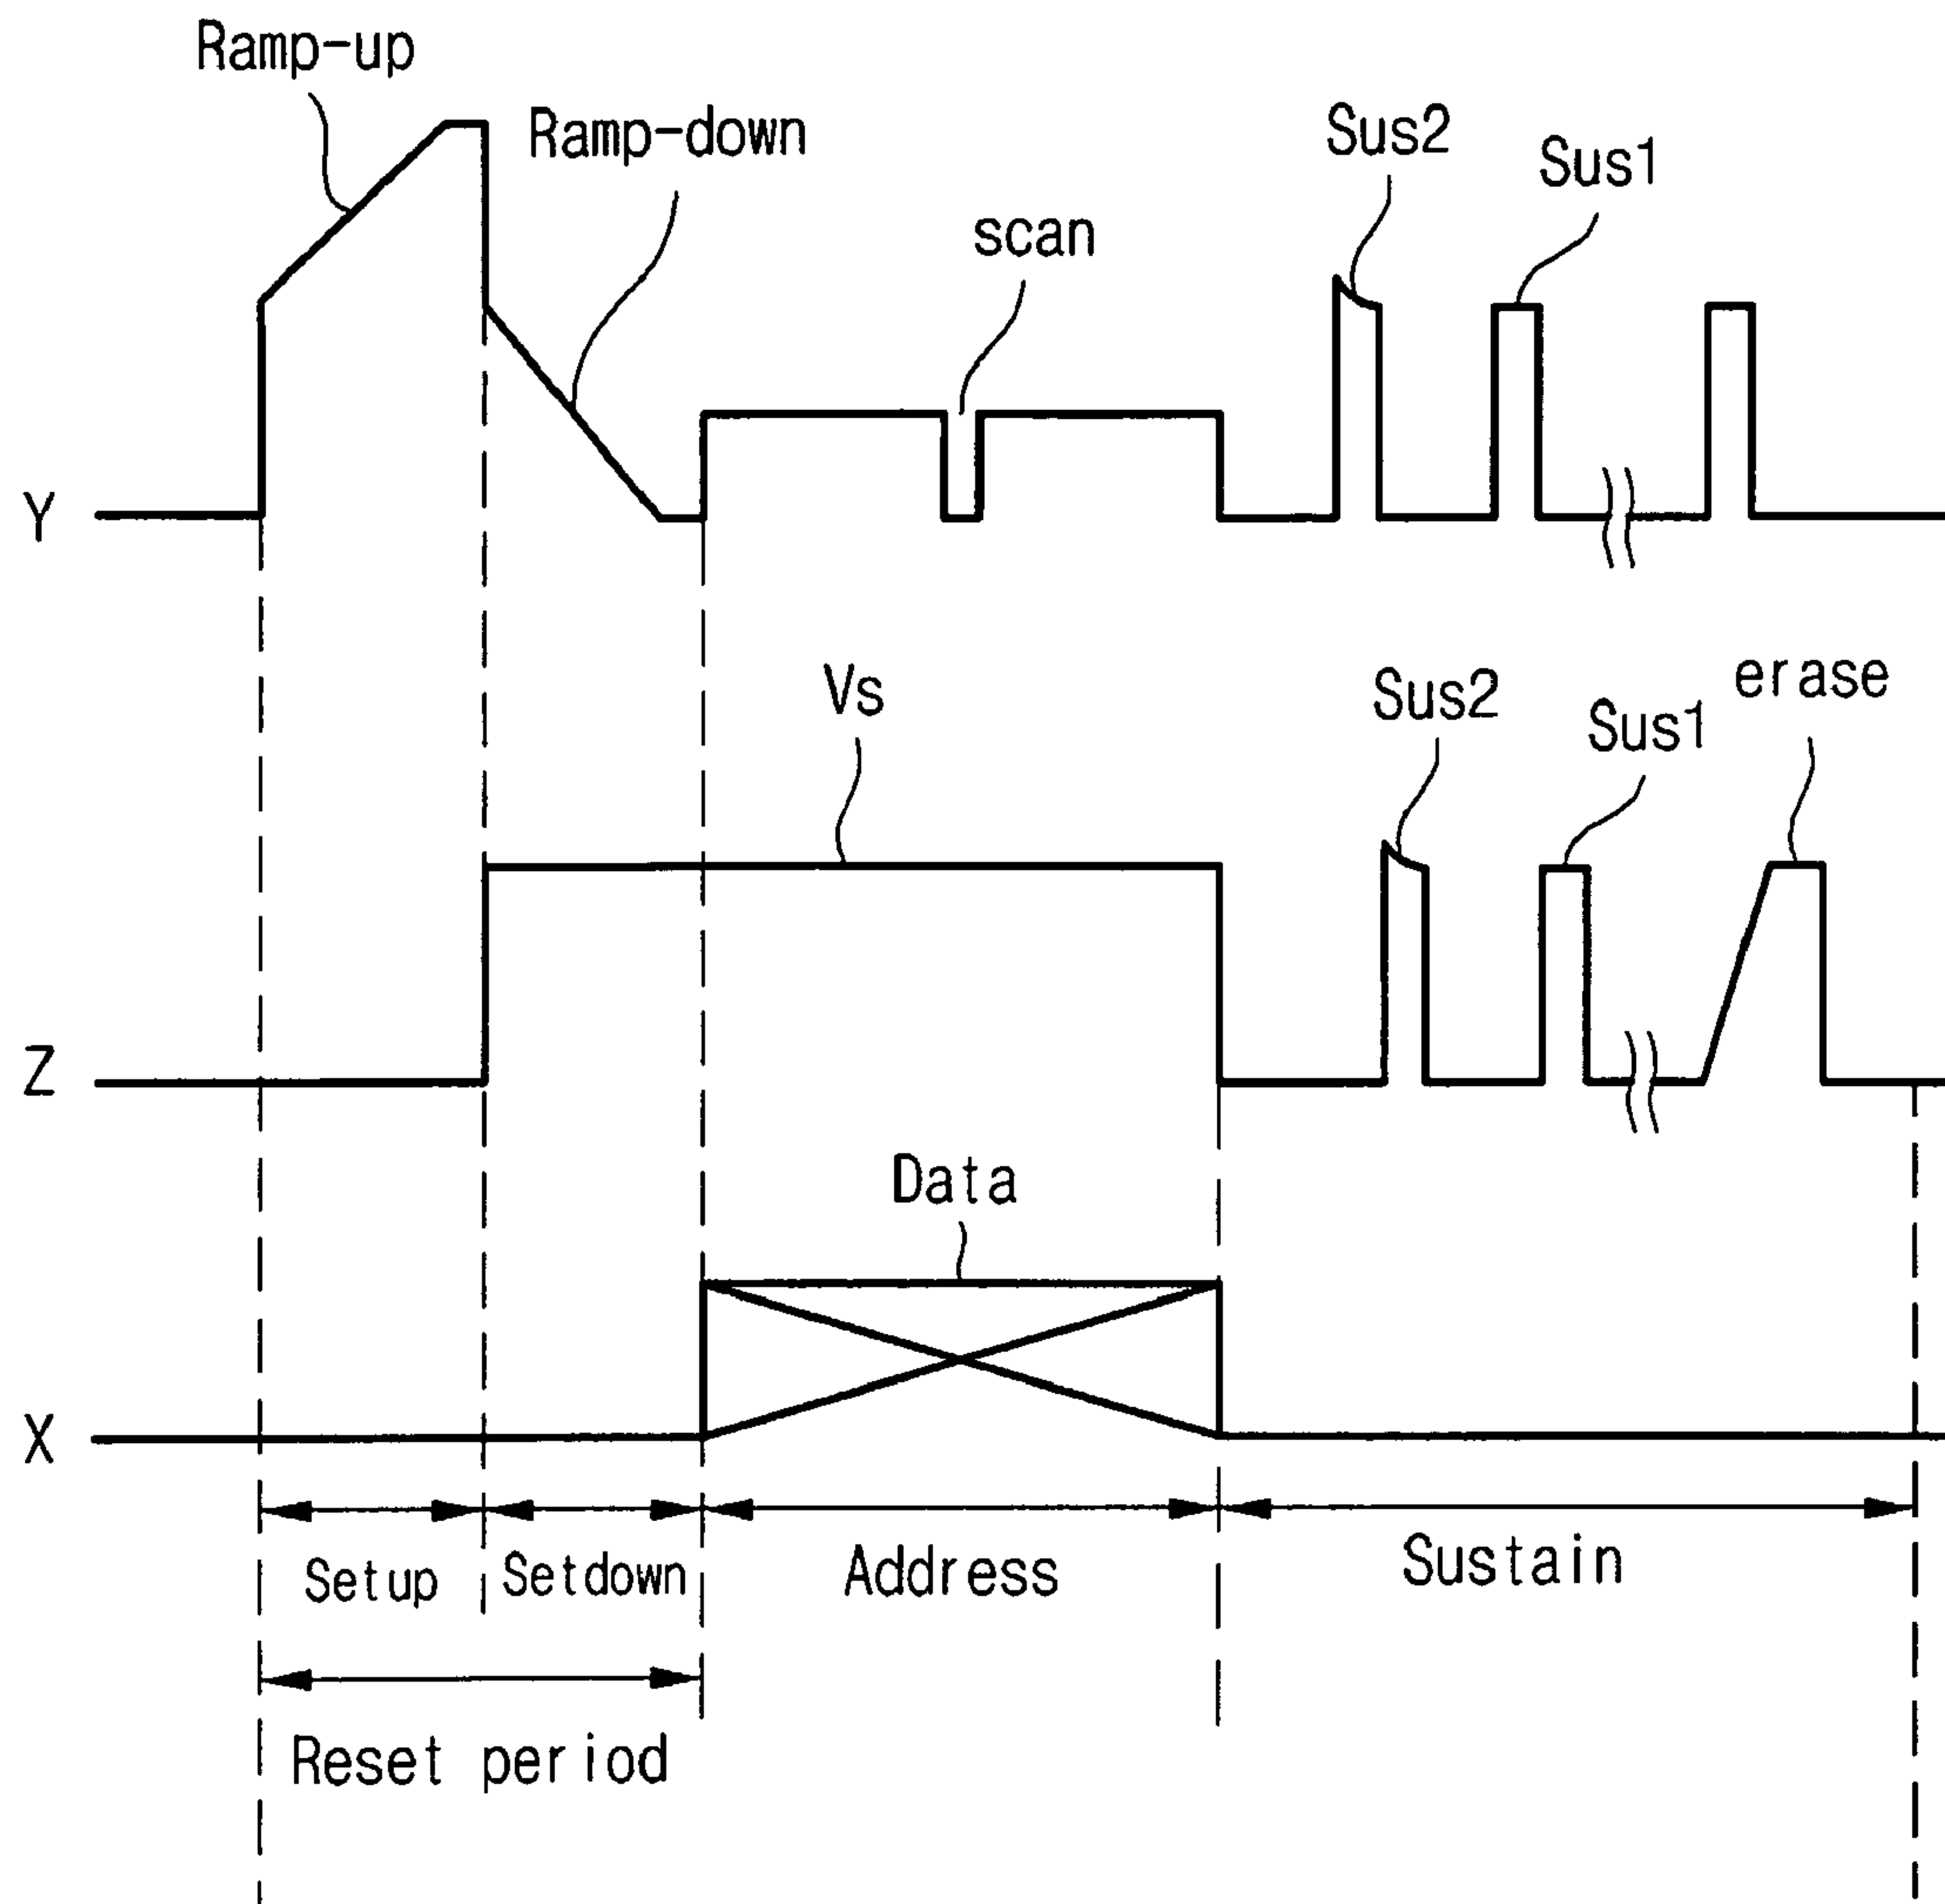 Ramp-up
Ramp-down
Sus2
Sus1
scan
Y
Vs
Sus2
Sus1
erase
Z
Data
X
Setup
Setdown
Address
Sustain
Reset period